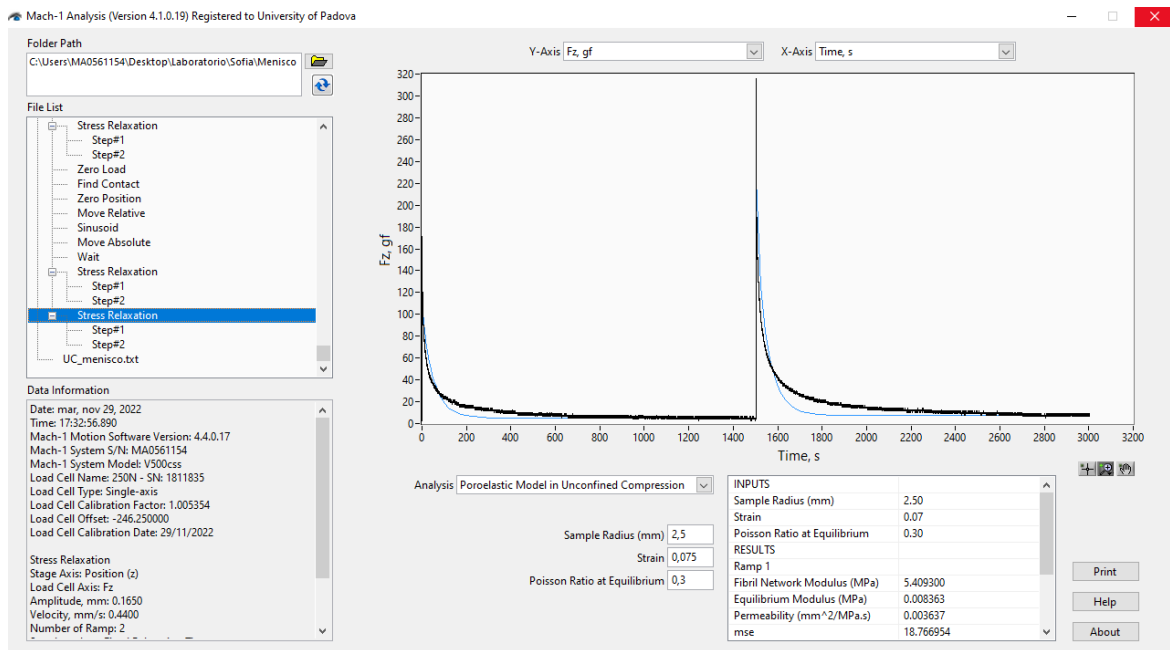 Mach-1 Analysis (Version 4.1.0.19) Registered to University of Padova
Folder Path
C:\Users\MA0561154\Desktop\Laboratorio\Sofia\Menisco
File List
Stress Relaxation
Step#1
Step#2
Zero Load
Find Contact
Zero Position
Move Relative
Sinusoid
Move Absolute
Wait
Stress Relaxation
Step#1
Step#2
Stress Relaxation
Step#1
Step#2
UC_menisco.txt
Data Information
Date: mar, nov 29, 2022
Time: 17:32:56.890
Mach-1 Motion Software Version: 4.4.0.17
Mach-1 System S/N: MA0561154
Mach-1 System Model: V500css
Load Cell Name: 250N - SN: 1811835
Load Cell Type: Single-axis
Load Cell Calibration Factor: 1.005354
Load Cell Offset: -246.250000
Load Cell Calibration Date: 29/11/2022
Stress Relaxation
Stage Axis: Position (z)
Load Cell Axis: Fz
Amplitude, mm: 0.1650
Velocity, mm/s: 0.4400
Number of Ramp: 2
Y-Axis Fz, gf
X-Axis Time, s
320
300
280
260
240
220
200
180
160
140
120
100
80
60
40
20
0
Fz, gf
0 200 400 600 800 1000 1200 1400 1600 1800 2000 2200 2400 2600 2800 3000 3200
Time, s
Analysis Poroelastic Model in Unconfined Compression
Sample Radius (mm) 2,5
Strain 0,075
Poisson Ratio at Equilibrium 0,3
INPUTS
Sample Radius (mm) 2.50
Strain 0.07
Poisson Ratio at Equilibrium 0.30
RESULTS
Ramp 1
Fibril Network Modulus (MPa) 5.409300
Equilibrium Modulus (MPa) 0.008363
Permeability (mm^2/MPa.s) 0.003637
mse 18.766954
Print
Help
About